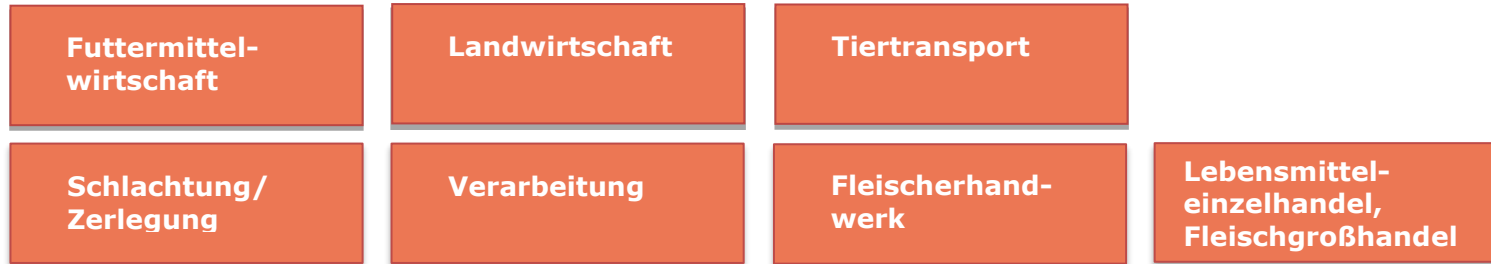 Futtermittel-
wirtschaft
Landwirtschaft
Tiertransport
Schlachtung/
Zerlegung
Verarbeitung
Fleischerhand-
werk
Lebensmittel-
einzelhandel,
Fleischgroßhandel